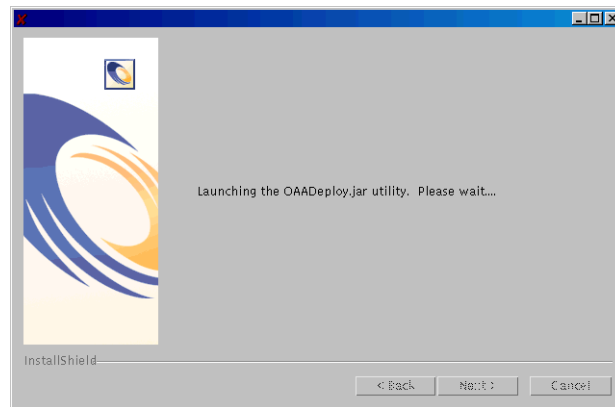 Launching the OAADeploy.jar utility. Please wait....
InstallShield
< Back
Next >
Cancel